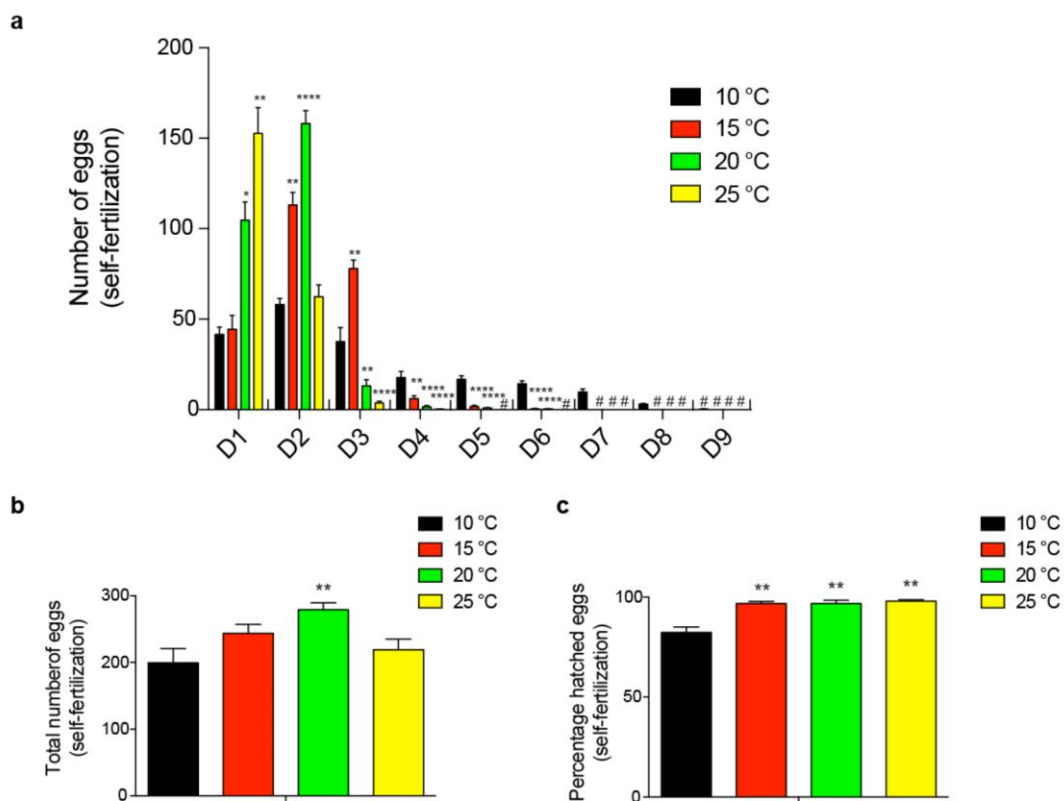 a
Number of eggs
(self-fertilization)
200
150
100
50
0
** ****
* ** **
** **** ** **** **** **** **** # **** **** # # # # # # # # # # #
D1 D2 D3 D4 D5 D6 D7 D8 D9
10 °C
15 °C
20 °C
25 °C
b
Total numberof eggs
(self-fertilization)
300
200
100
0
**
10 °C
15 °C
20 °C
25 °C
c
Percentage hatched eggs
(self-fertilization)
100
50
0
** ** **
10 °C
15 °C
20 °C
25 °C